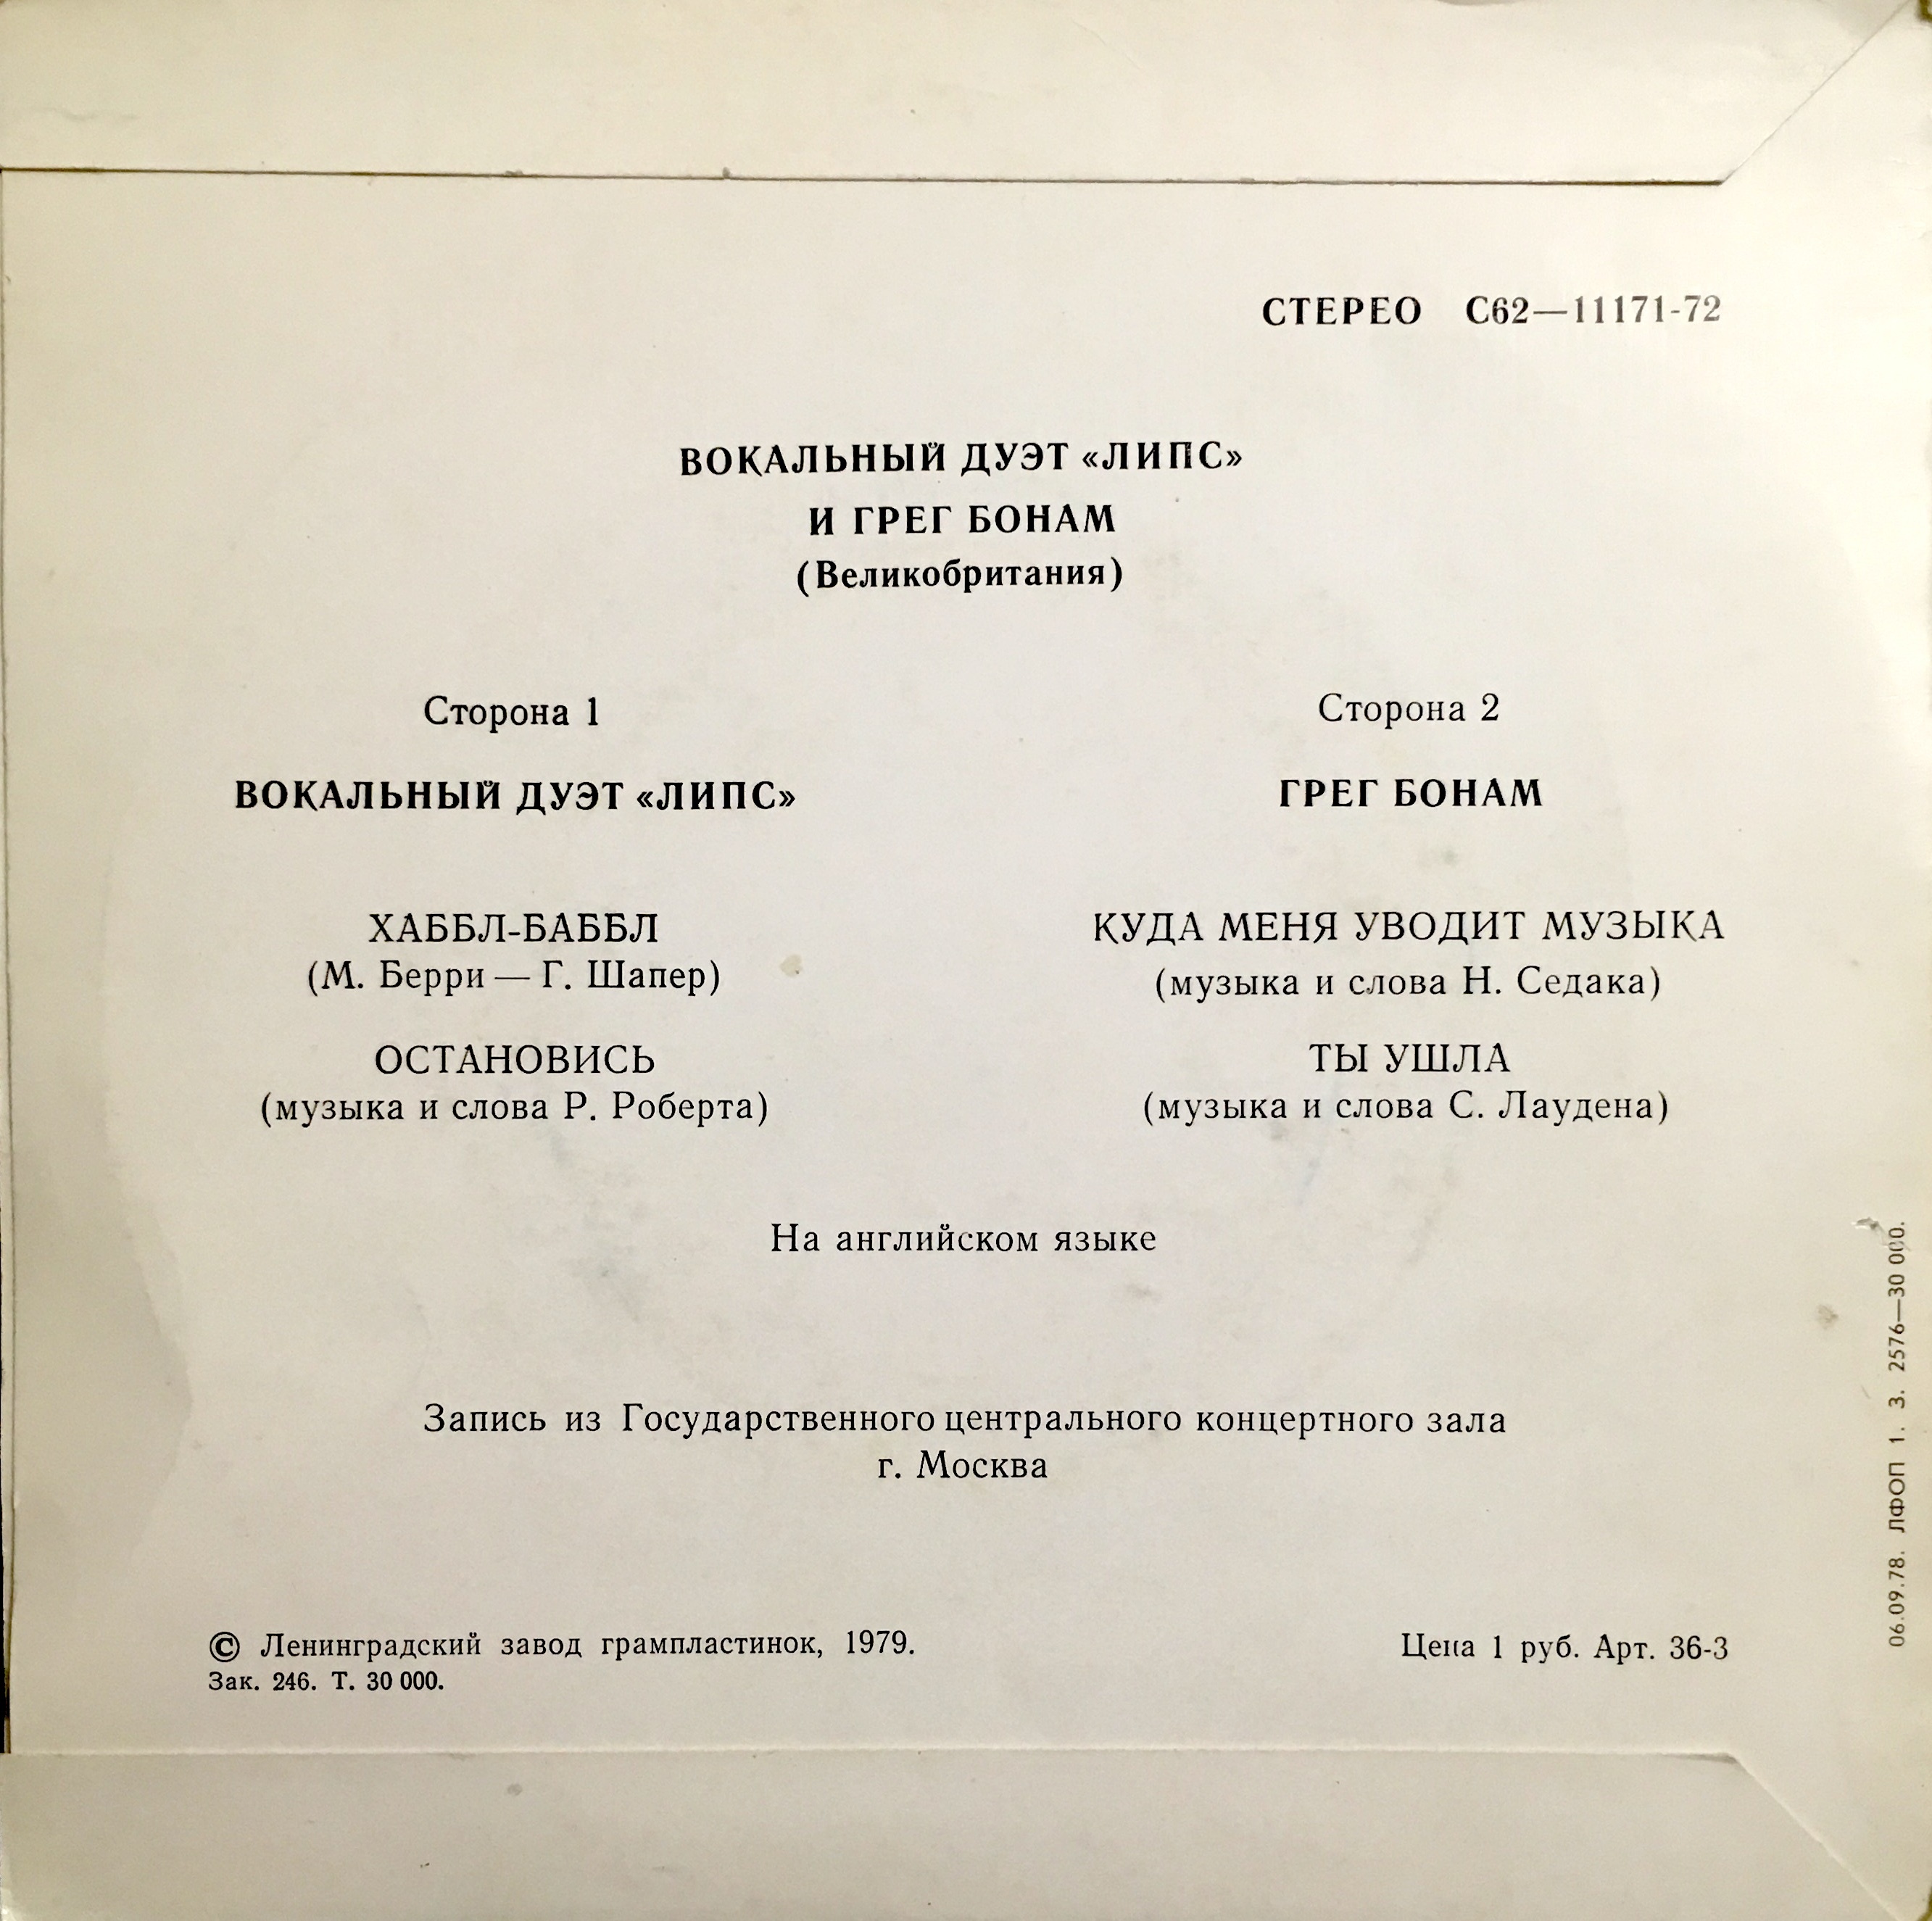 СТЕРЕО С62—11171-72
ВОКАЛЬНЫЙ ДУЭТ «ЛИПС»
И ГРЕГ БОНАМ
(Великобритания)
Сторона 1
ВОКАЛЬНЫЙ ДУЭТ «ЛИПС»
ХАББЛ-БАББЛ
(М. Берри — Г. Шапер)
ОСТАНОВИСЬ
(музыка и слова Р. Роберта)
Сторона 2
ГРЕГ БОНАМ
КУДА МЕНЯ УВОДИТ МУЗЫКА
(музыка и слова Н. Седака)
ТЫ УШЛА
(музыка и слова С. Лаудена)
На английском языке
Запись из Государственного центрального концертного зала
г. Москва
© Ленинградский завод грампластинок, 1979.
Зак. 246. Т. 30 000.
Цена 1 руб. Арт. 36-3
06.09.78. ЛФОП 1. З. 2576—30 000.